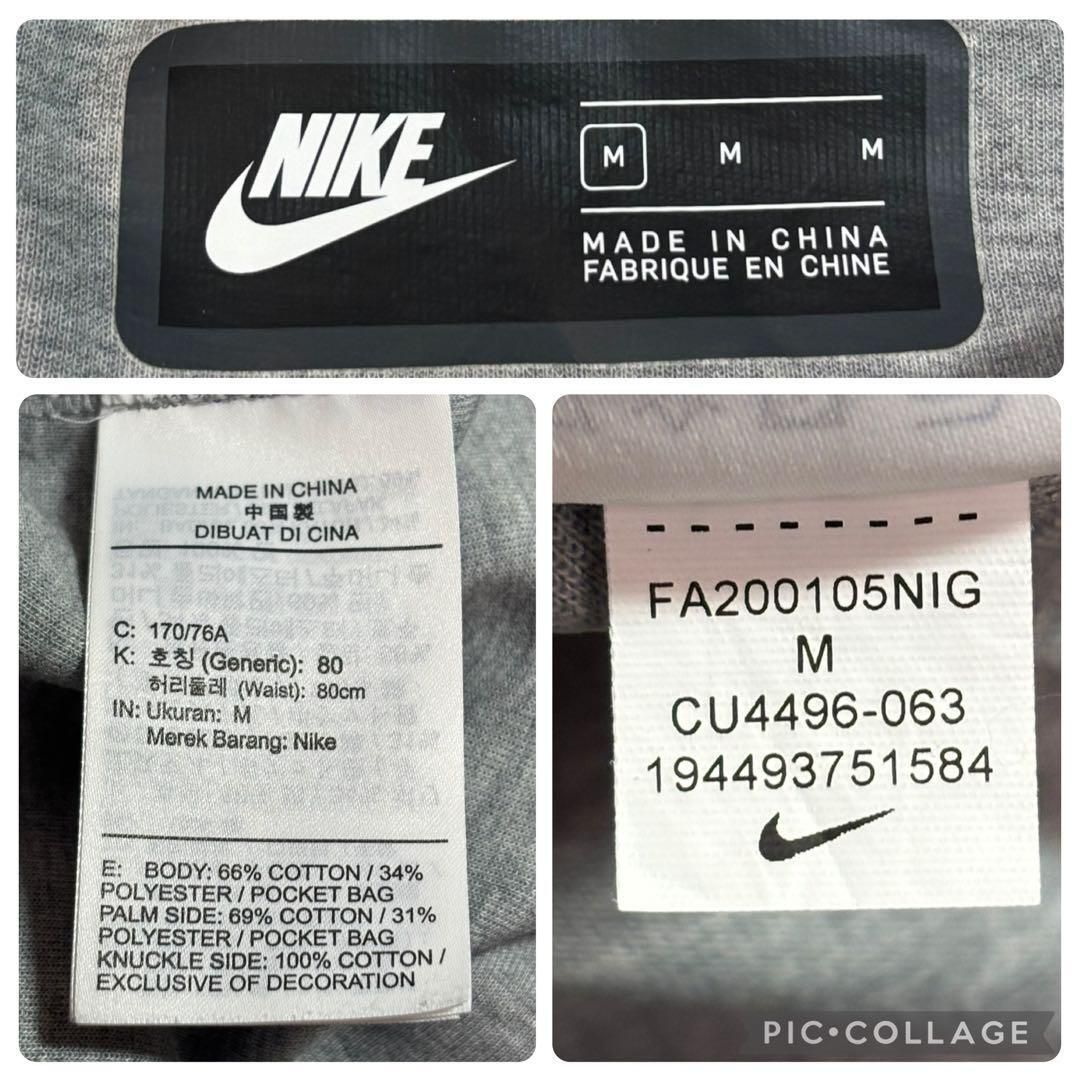 NIKE
M M M
MADE IN CHINA
FABRIQUE EN CHINE
MADE IN CHINA
中国製
DIBUAT DI CINA
C: 170/76A
K: 호칭 (Generic): 80
허리둘레 (Waist): 80cm
IN: Ukuran: M
Merek Barang: Nike
E: BODY: 66% COTTON / 34%
POLYESTER / POCKET BAG
PALM SIDE: 69% COTTON / 31%
POLYESTER / POCKET BAG
KNUCKLE SIDE: 100% COTTON /
EXCLUSIVE OF DECORATION
FA200105NIG
M
CU4496-063
194493751584
PIC•COLLAGE